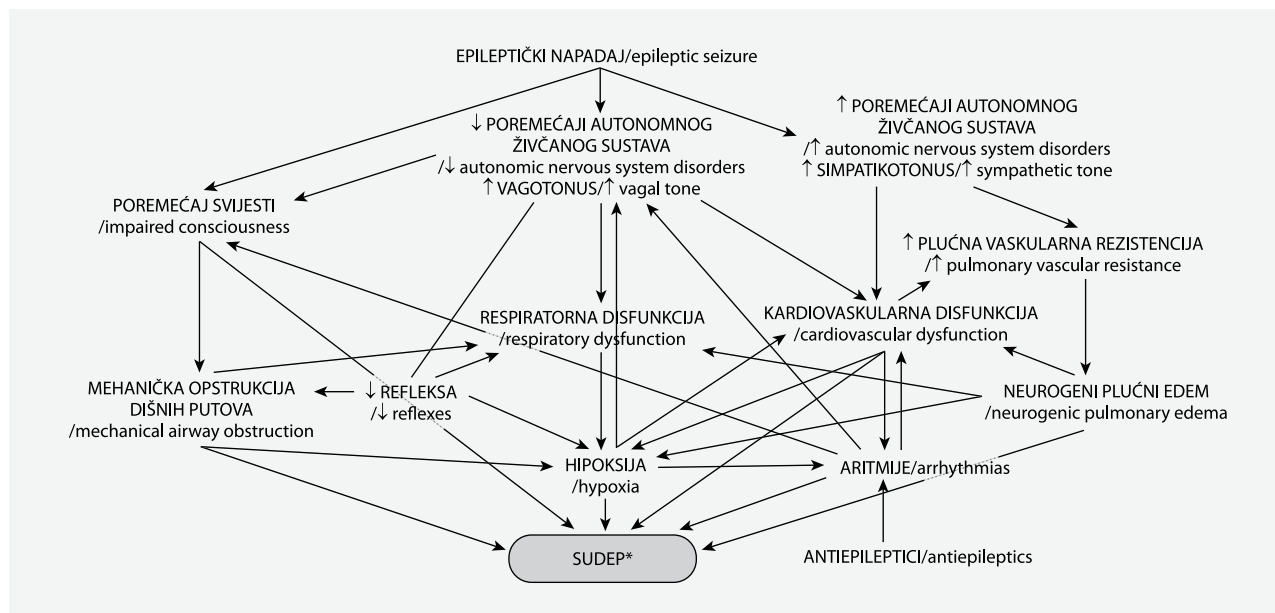 EPILEPTIČKI NAPADAJ/epileptic seizure
↓ POREMEĆAJI AUTONOMNOG
ŽIVČANOG SUSTAVA
/↓ autonomic nervous system disorders
↑ VAGOTONUS/↑ vagal tone
↑ POREMEĆAJI AUTONOMNOG
ŽIVČANOG SUSTAVA
/↑ autonomic nervous system disorders
↑ SIMPATIKOTONUS/↑ sympathetic tone
POREMEĆAJ SVIJESTI
/impaired consciousness
↑ PLUĆNA VASKULARNA REZISTENCIJA
/↑ pulmonary vascular resistance
RESPIRATORNA DISFUNKCIJA
/respiratory dysfunction
KARDIOVASKULARNA DISFUNKCIJA
/cardiovascular dysfunction
MEHANIČKA OPSTRUKCIJA
DIŠNIH PUTOVA
/mechanical airway obstruction
↓ REFLEKSA
/↓ reflexes
NEUROGENI PLUĆNI EDEM
/neurogenic pulmonary edema
HIPOKSIJA
/hypoxia
ARITMIJE/arrhythmias
SUDEP*
ANTIEPILEPTICI/antiepileptics